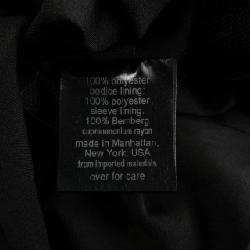 100% polyester
bodice lining:
100% polyester
sleeve lining:
100% Bemberg
cuprammonium rayon
made in Manhattan,
New York, USA
from imported materials
over for care